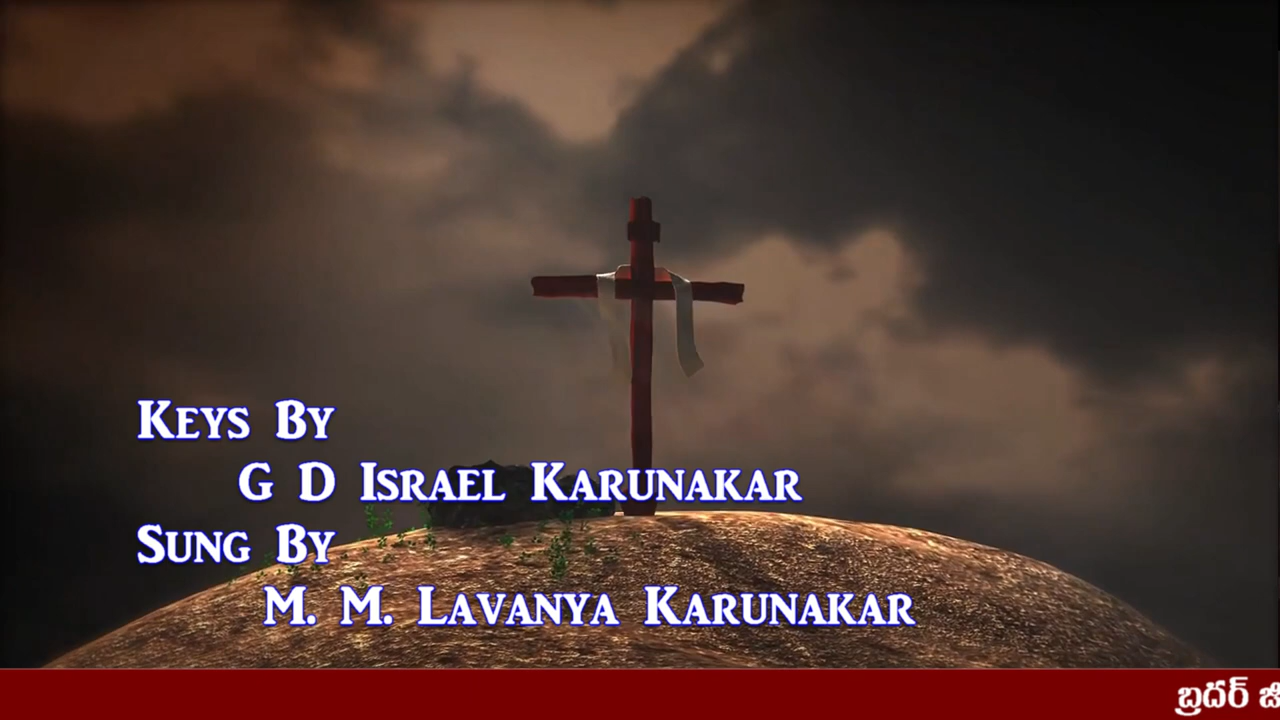 Keys By
G D Israel Karunakar
Sung By
M. M. Lavanya Karunakar
బ్రదర్